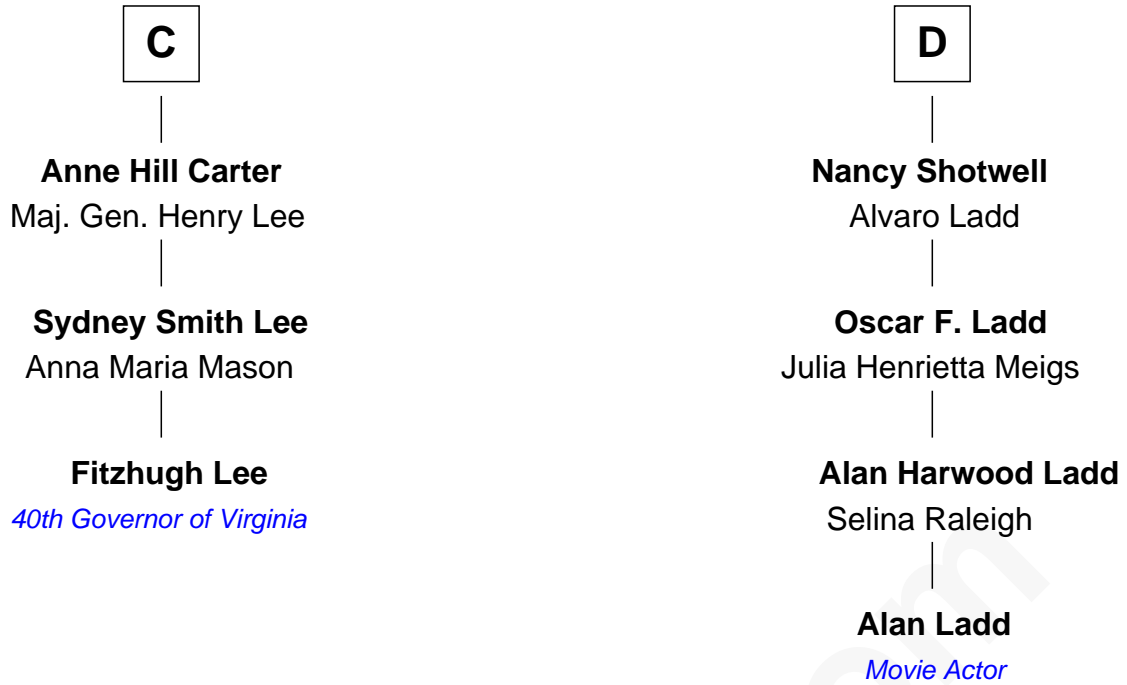 C
Anne Hill Carter
Maj. Gen. Henry Lee
Sydney Smith Lee
Anna Maria Mason
Fitzhugh Lee
40th Governor of Virginia
D
Nancy Shotwell
Alvaro Ladd
Oscar F. Ladd
Julia Henrietta Meigs
Alan Harwood Ladd
Selina Raleigh
Alan Ladd
Movie Actor